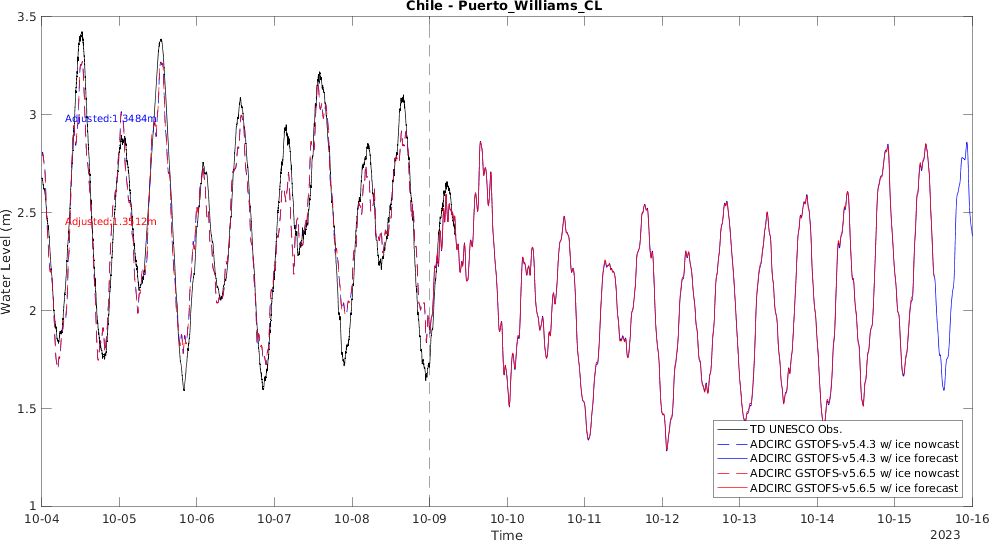 Chile - Puerto_Williams_CL
3.5
3
2.5
2
1.5
1
Water Level (m)
Adjusted:1.3484m
Adjusted:1.3512m
TD UNESCO Obs.
ADCIRC GSTOFS-v5.4.3 w/ ice nowcast
ADCIRC GSTOFS-v5.4.3 w/ ice forecast
ADCIRC GSTOFS-v5.6.5 w/ ice nowcast
ADCIRC GSTOFS-v5.6.5 w/ ice forecast
10-04 10-05 10-06 10-07 10-08 10-09 10-10 10-11 10-12 10-13 10-14 10-15 10-16
Time
2023